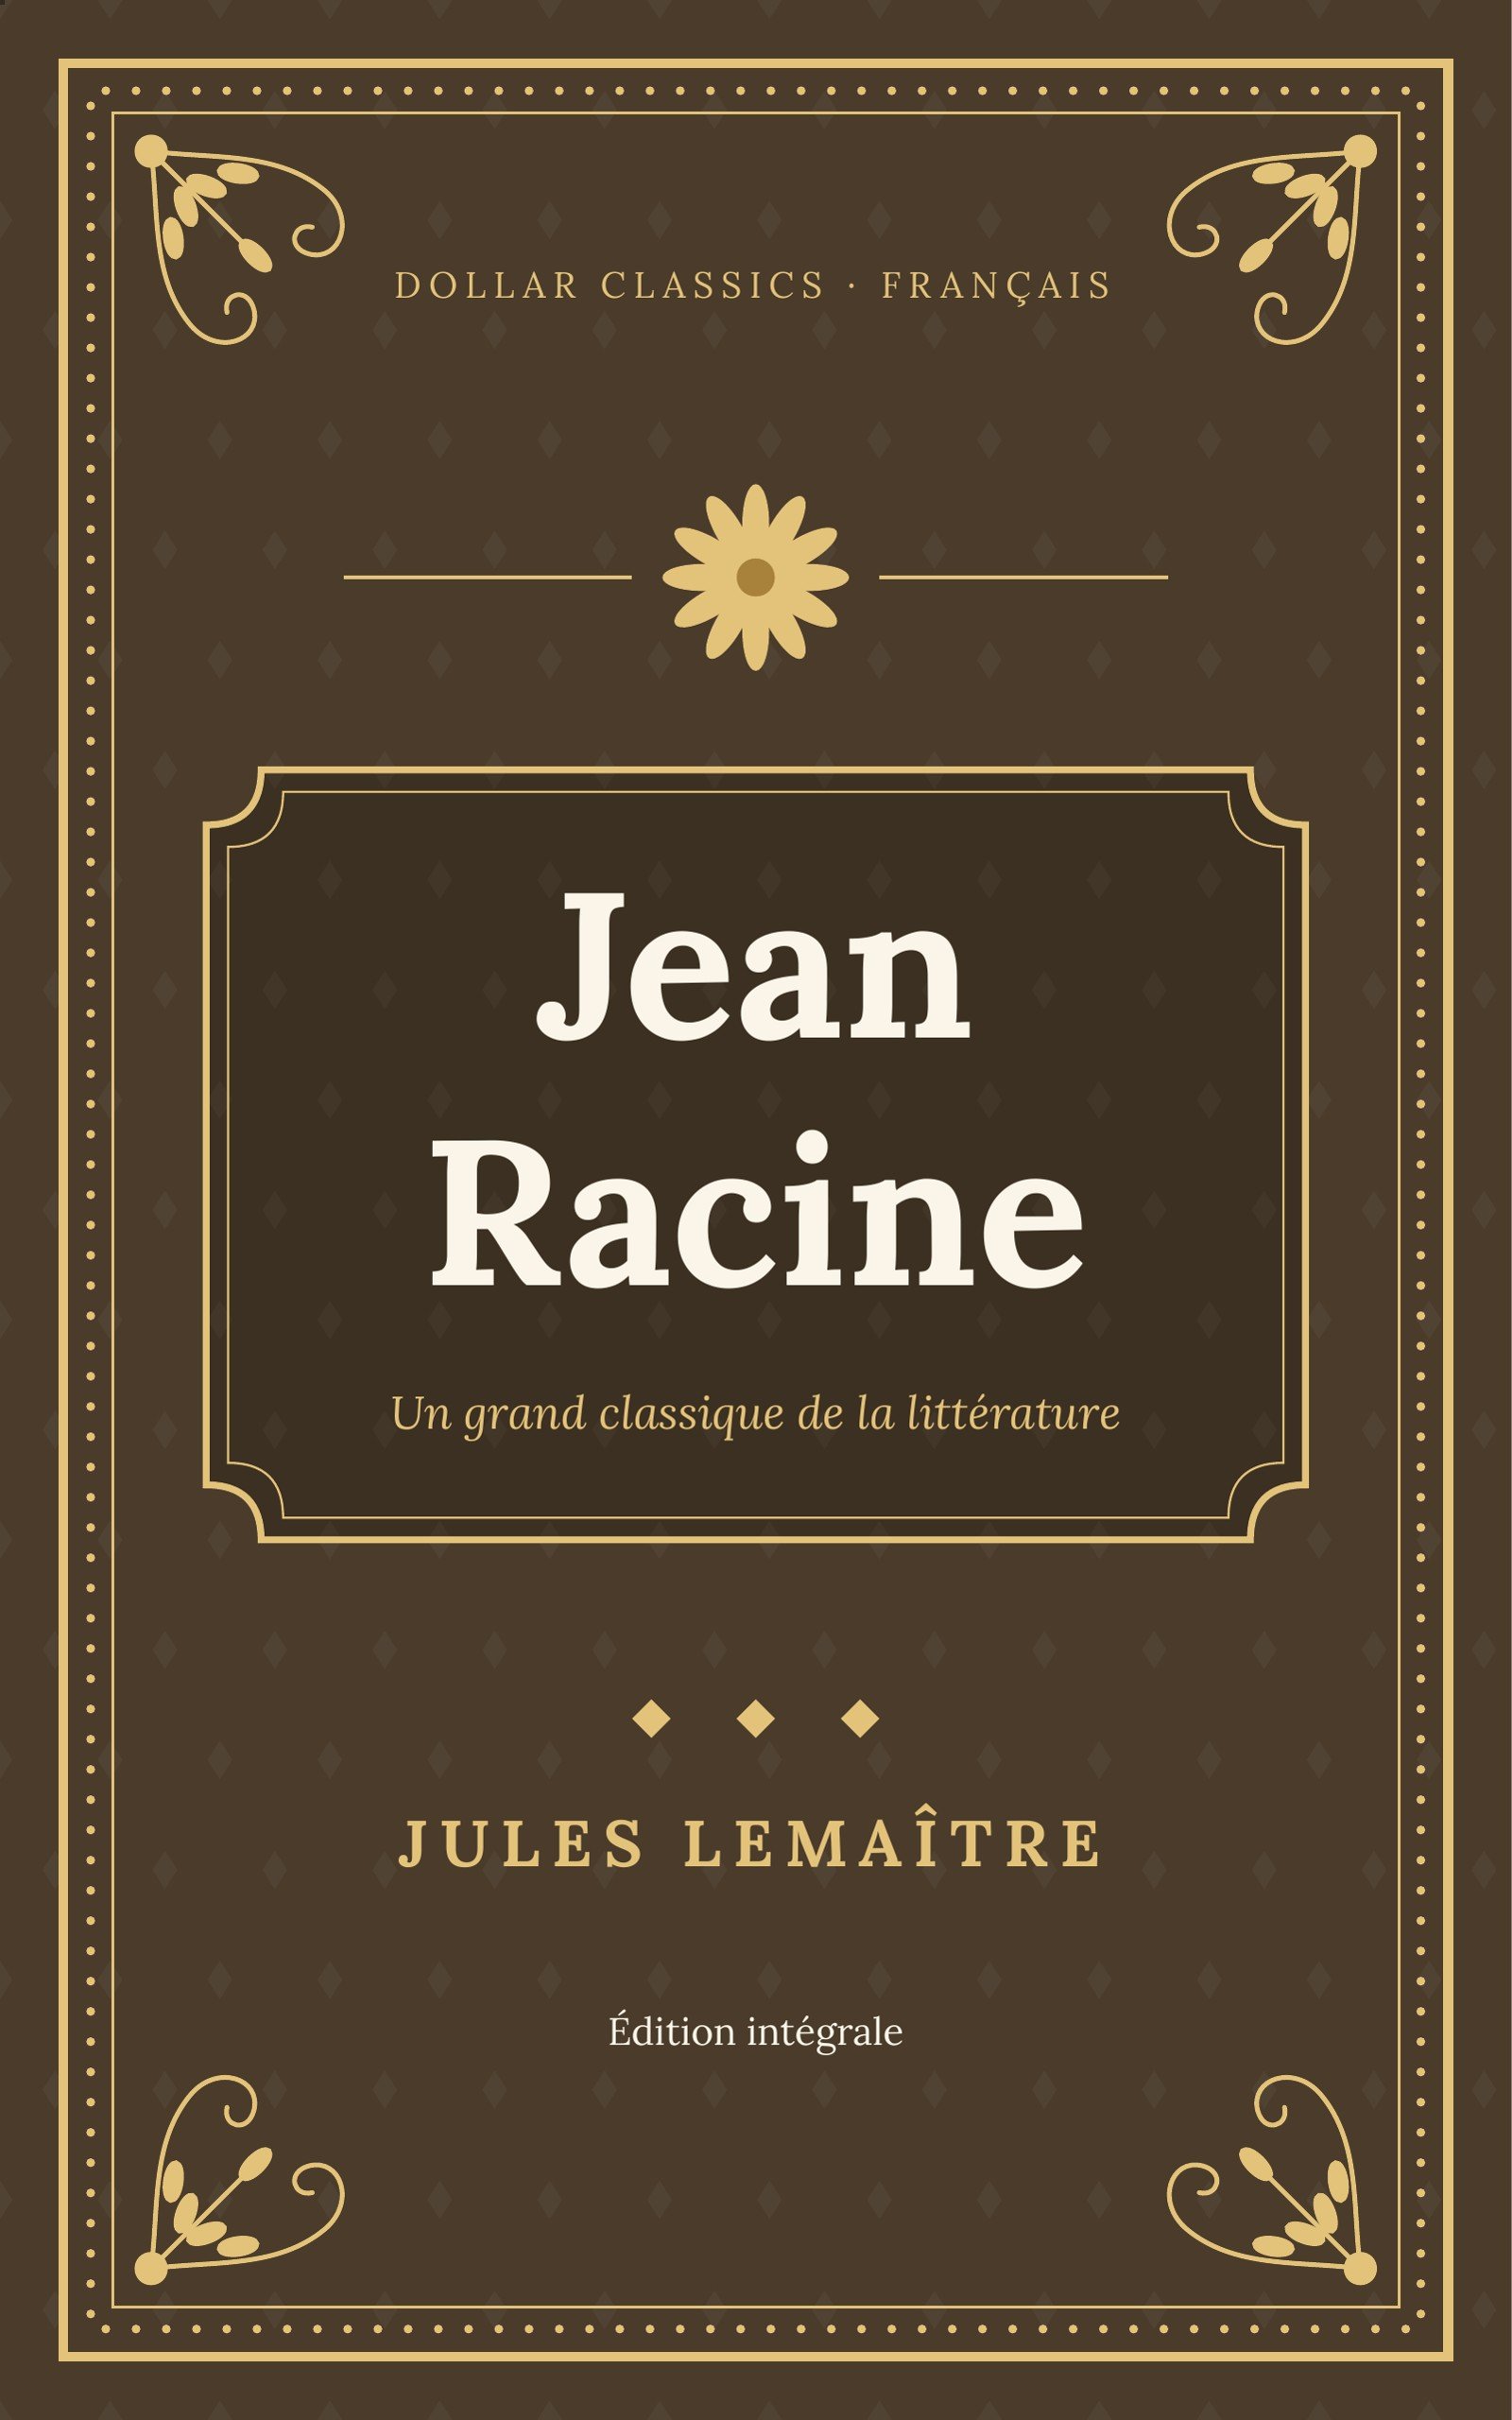 DOLLAR CLASSICS · FRANÇAIS
Jean
Racine
Un grand classique de la littérature
JULES LEMAÎTRE
Édition intégrale